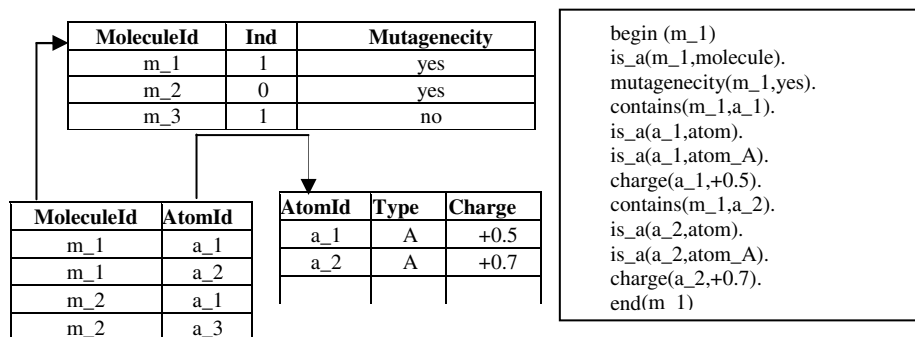 MoleculeId Ind Mutagenecity
m_1 1 yes
m_2 0 yes
m_3 1 no
MoleculeId AtomId
m_1 a_1
m_1 a_2
m_2 a_1
m_2 a_3
AtomId Type Charge
a_1 A +0.5
a_2 A +0.7
begin (m_1)
is_a(m_1,molecule).
mutagenecity(m_1,yes).
contains(m_1,a_1).
is_a(a_1,atom).
is_a(a_1,atom_A).
charge(a_1,+0.5).
contains(m_1,a_2).
is_a(a_2,atom).
is_a(a_2,atom_A).
charge(a_2,+0.7).
end(m_1)